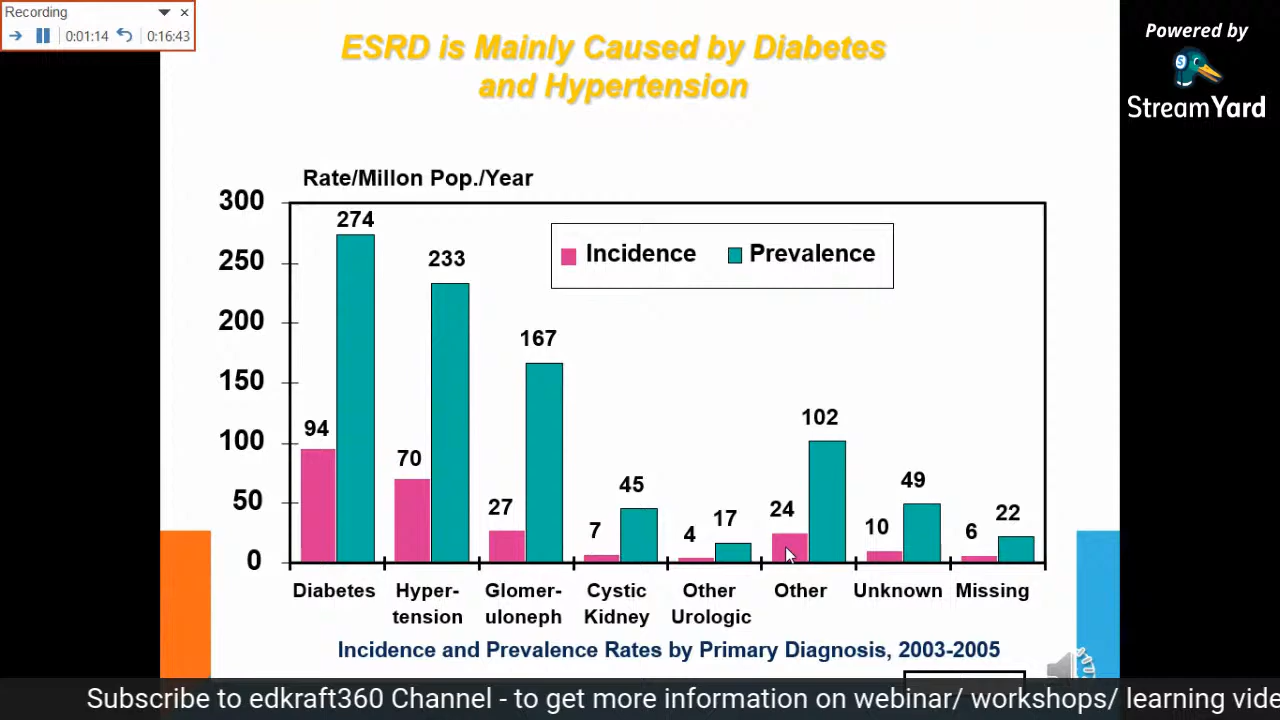 Recording
0:01:14
0:16:43
Powered by
S
StreamYard
ESRD is Mainly Caused by Diabetes
and Hypertension
Rate/Millon Pop./Year
Incidence
Prevalence
300
250
200
150
100
50
0
94
274
70
233
27
167
7
45
4
17
24
102
10
49
6
22
Diabetes
Hyper-
tension
Glomer-
uloneph
Cystic
Kidney
Other
Urologic
Other
Unknown
Missing
Incidence and Prevalence Rates by Primary Diagnosis, 2003-2005
Subscribe to edkraft360 Channel - to get more information on webinar/ workshops/ learning vide